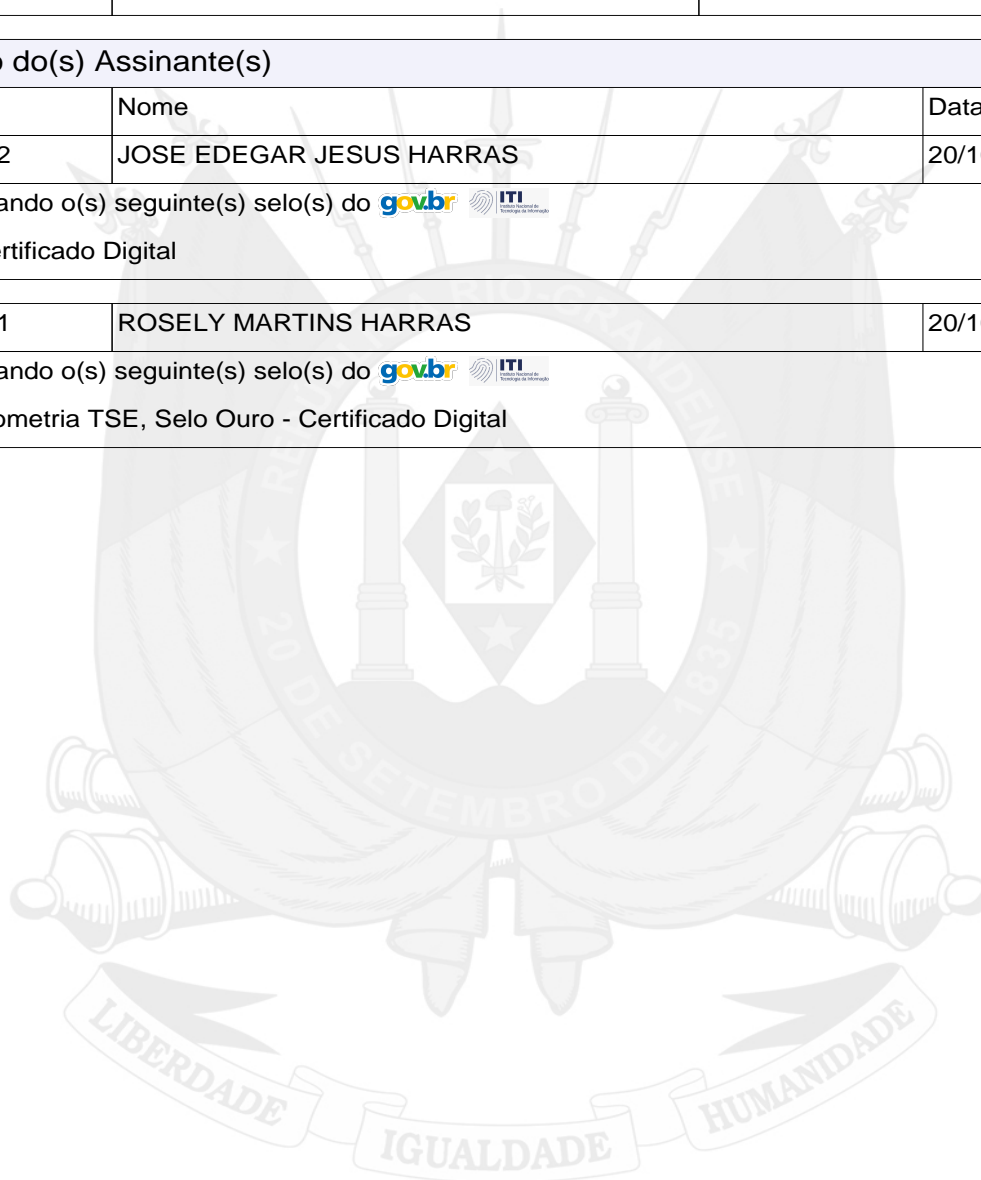 o do(s) Assinante(s)
Nome Data
2 JOSE EDEGAR JESUS HARRAS 20/1
ando o(s) seguinte(s) selo(s) do gov.br ITI
ertificado Digital
1 ROSELY MARTINS HARRAS 20/1
ando o(s) seguinte(s) selo(s) do gov.br ITI
ometria TSE, Selo Ouro - Certificado Digital
REPÚBLICA RIO-GRANDENSE
20 DE SETEMBRO DE 1835
LIBERDADE IGUALDADE HUMANIDADE